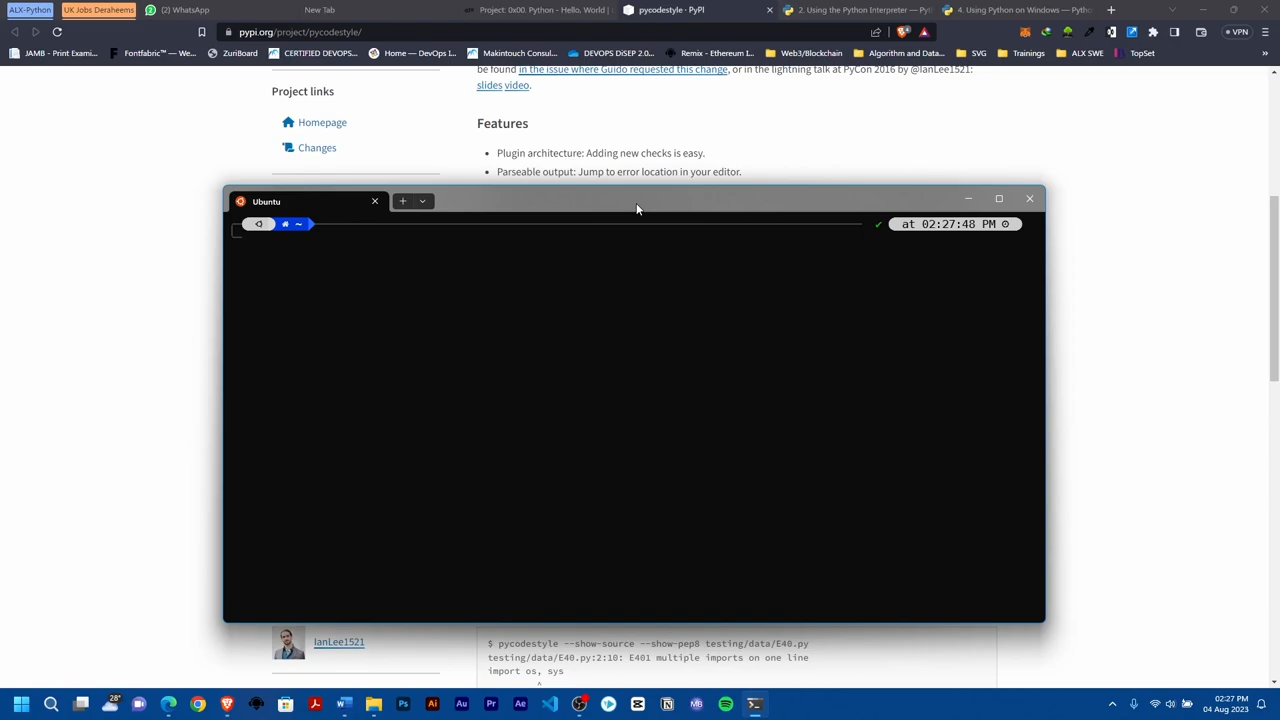 ALX-Python
UK Jobs Deraheems
(2) WhatsApp
New Tab
Project: 0x00. Python - Hello, World! |
pycodestyle · PyPI
2. Using the Python Interpreter — Pyt
4. Using Python on Windows — Pytho
pypi.org/project/pycodestyle/
VPN
JAMB - Print Exami...
Fontfabric™ — We...
ZuriBoard
CERTIFIED DEVOPS...
Home — DevOps I...
Makintouch Consul...
DEVOPS DiSEP 2.0...
Remix - Ethereum I...
Web3/Blockchain
Algorithm and Data...
SVG
Trainings
ALX SWE
TopSet
be found in the issue where Guido requested this change, or in the lightning talk at PyCon 2016 by @IanLee1521:
slides video.
Project links
Homepage
Changes
Features
Plugin architecture: Adding new checks is easy.
Parseable output: Jump to error location in your editor.
Ubuntu
~
at 02:27:48 PM
IanLee1521
$ pycodestyle --show-source --show-pep8 testing/data/E40.py
testing/data/E40.py:2:10: E401 multiple imports on one line
import os, sys
^
28°
02:27 PM
04 Aug 2023